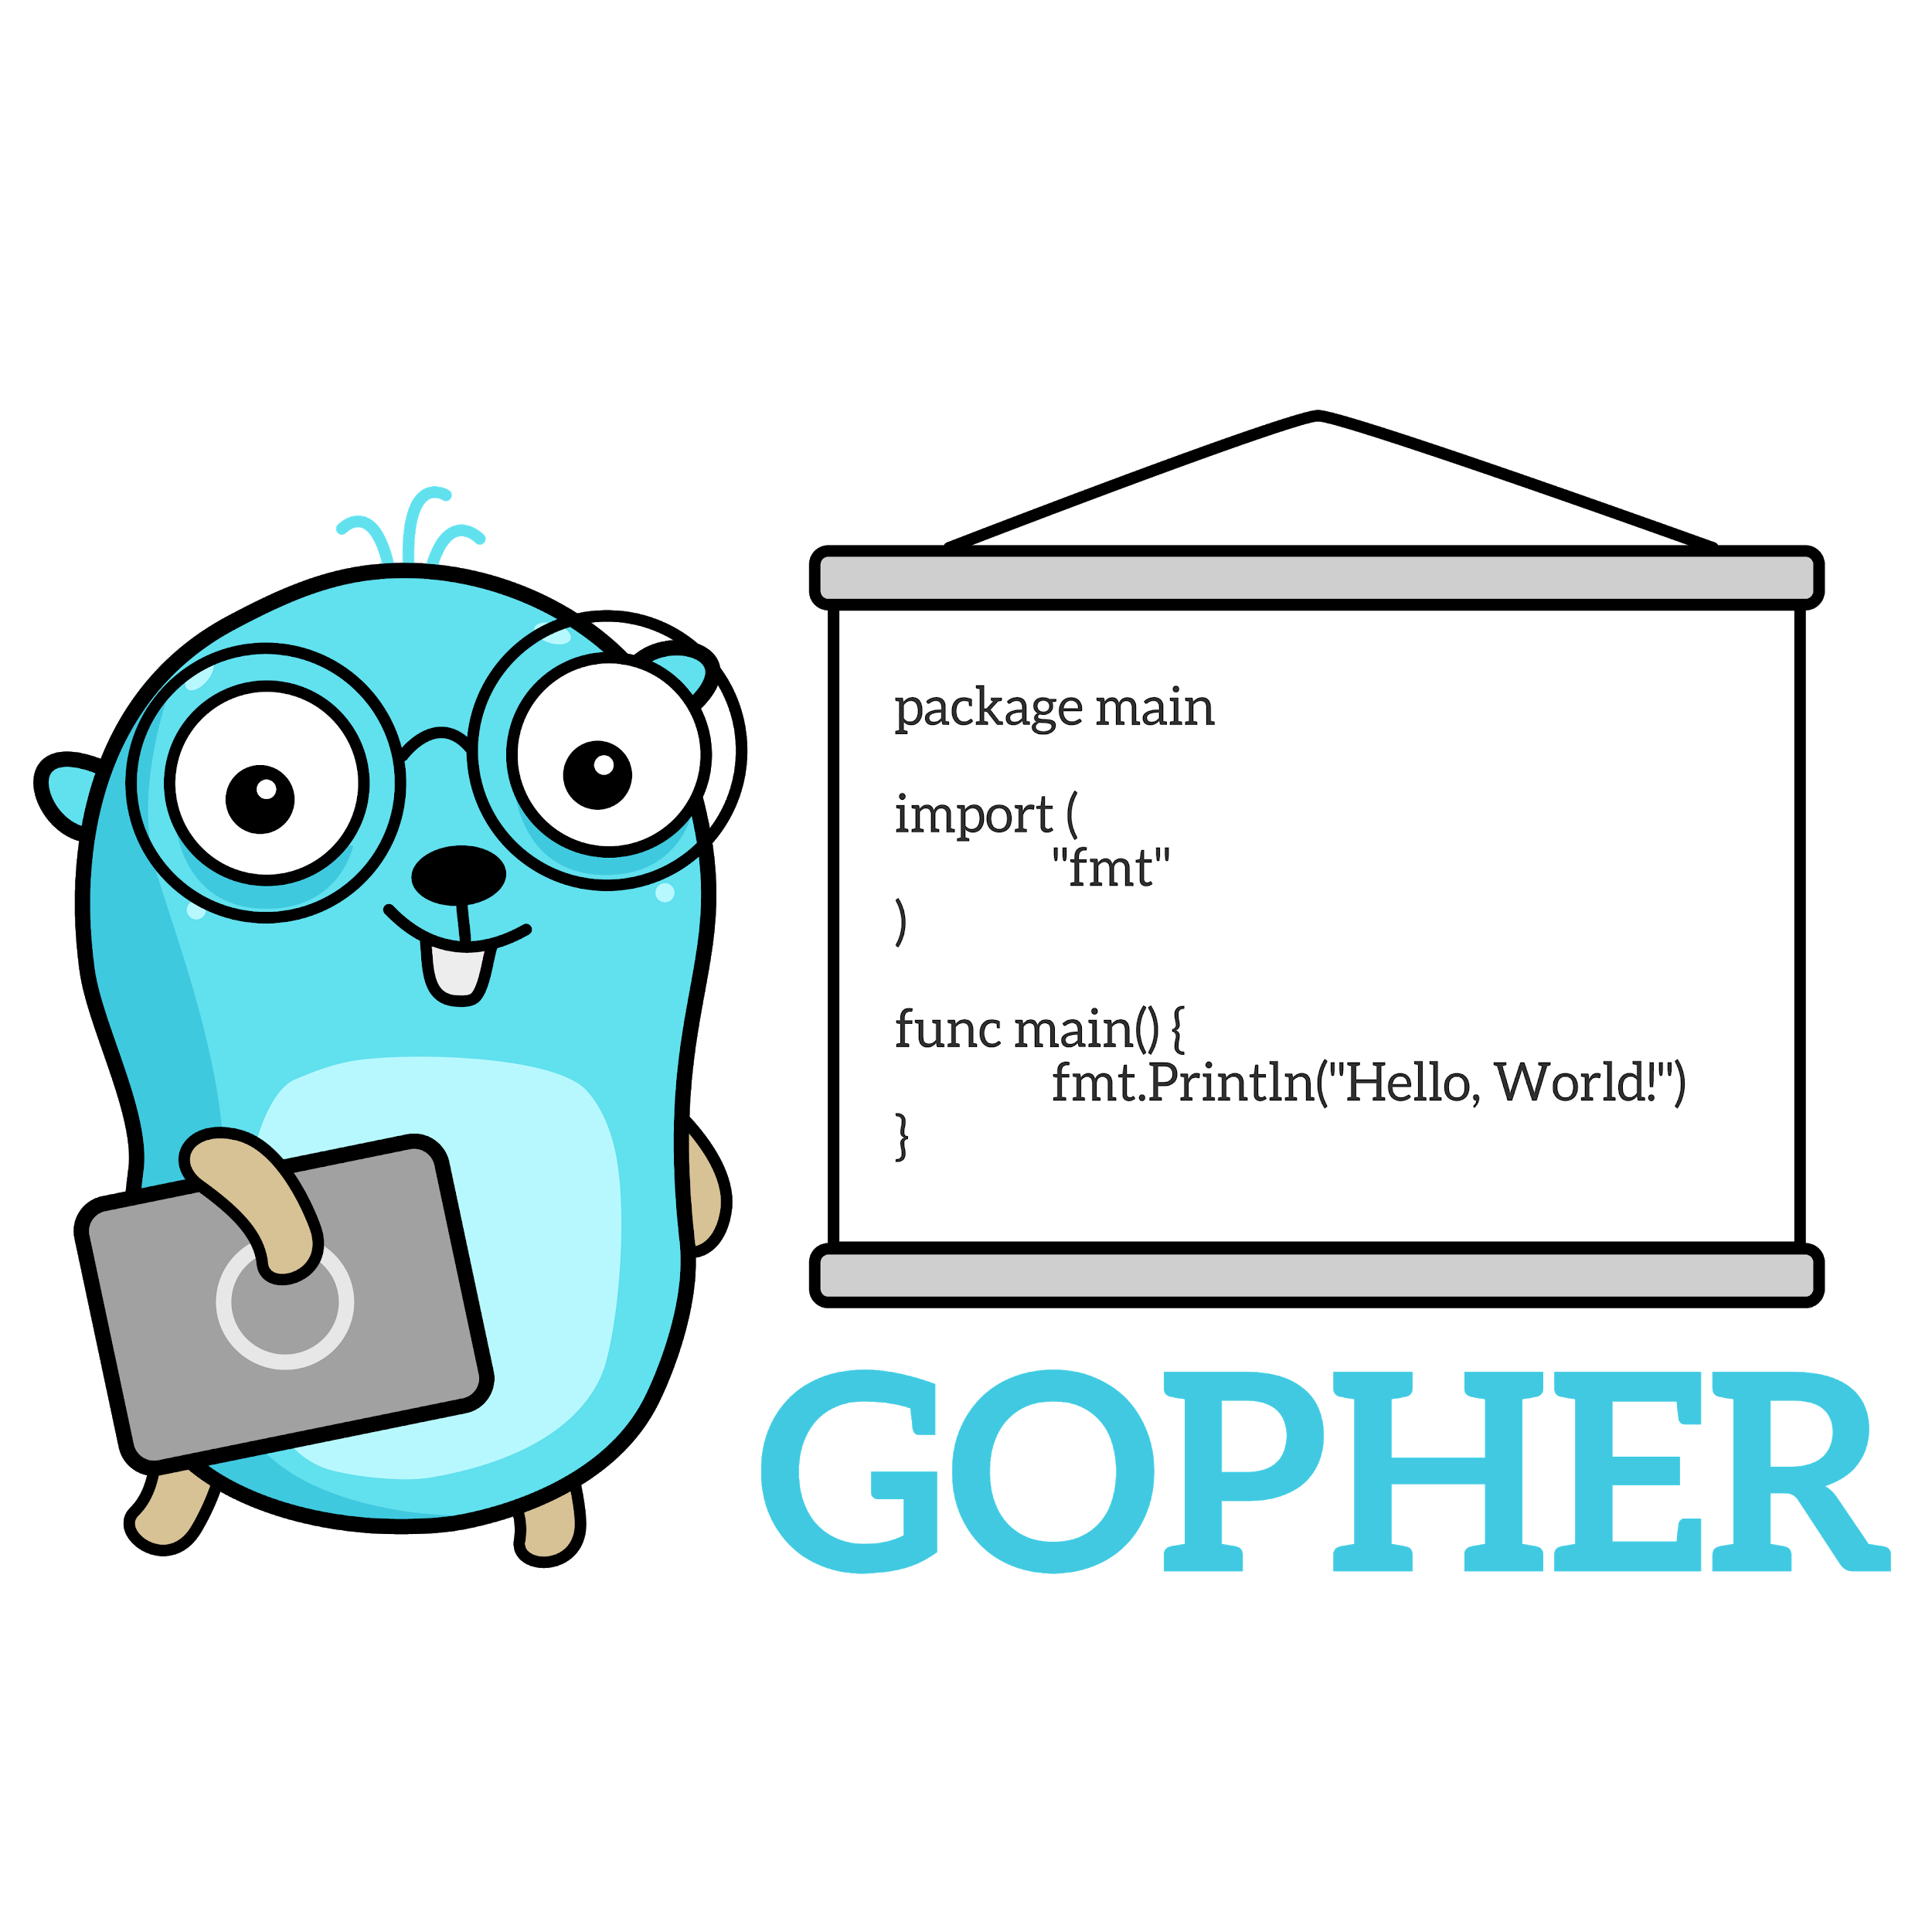 package main
import (
"fmt"
)
func main() {
fmt.Println("Hello, World!")
}
GOPHER